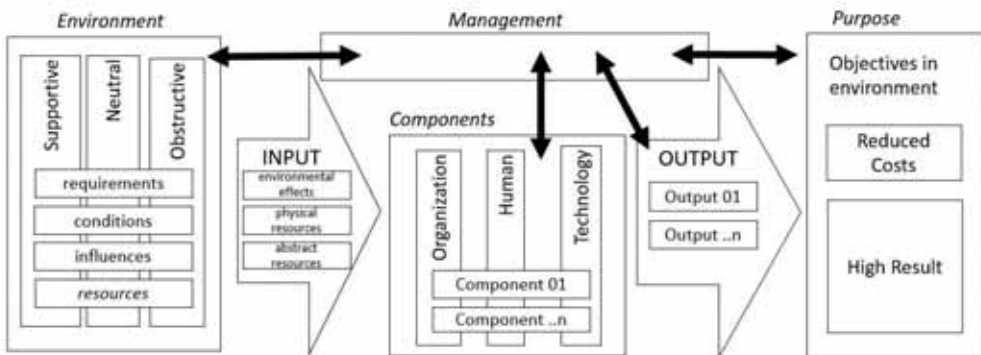 Environment
Management
Purpose
Supportive
Neutral
Obstructive
requirements
conditions
influences
resources
INPUT
environmental
effects
physical
resources
abstract
resources
Components
Organization
Human
Technology
Component 01
Component ..n
OUTPUT
Output 01
Output ..n
Objectives in
environment
Reduced
Costs
High Result